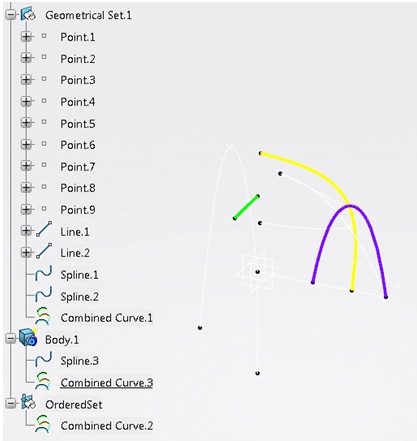 Geometrical Set.1
Point.1
Point.2
Point.3
Point.4
Point.5
Point.6
Point.7
Point.8
Point.9
Line.1
Line.2
Spline.1
Spline.2
Combined Curve.1
Body.1
Spline.3
Combined Curve.3
OrderedSet
Combined Curve.2